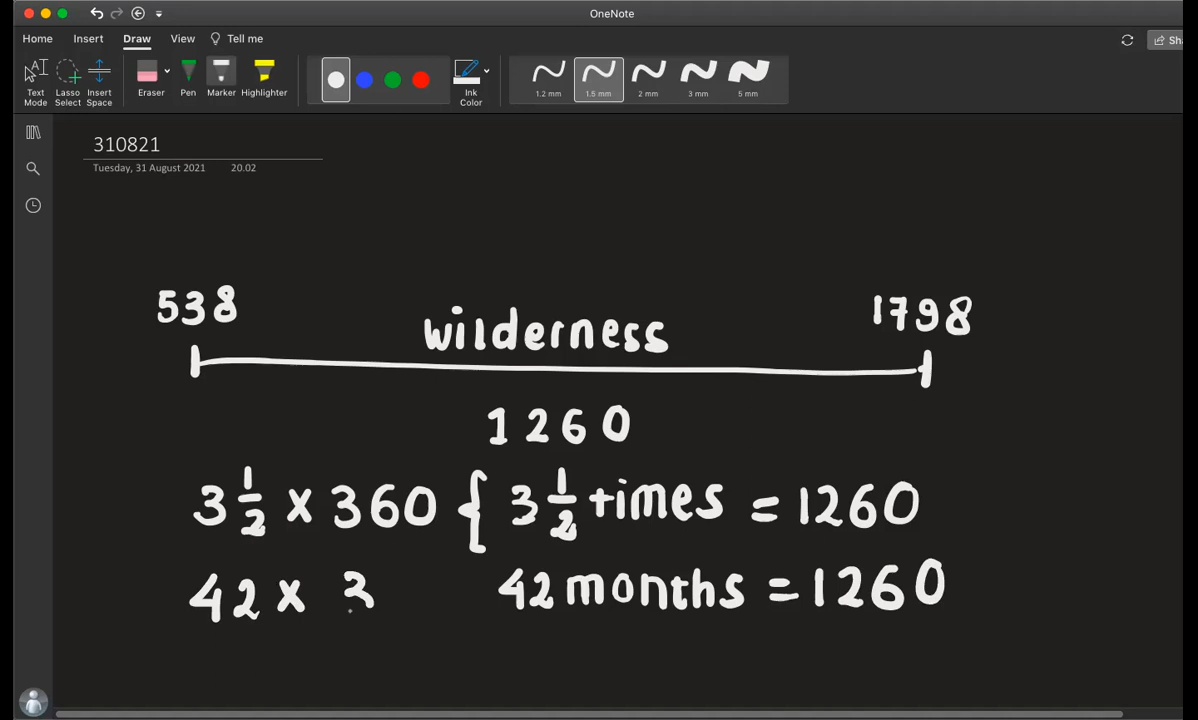 OneNote
Home Insert Draw View Tell me Sha
Text Mode
Lasso Select
Insert Space
Eraser
Pen
Marker
Highlighter
Ink Color
1.2 mm 1.5 mm 2 mm 3 mm 5 mm
310821
Tuesday, 31 August 2021 20.02
538 wilderness 1798
1260
3 1/2 x 360 { 3 1/2 times = 1260
42 x 3 42 months = 1260